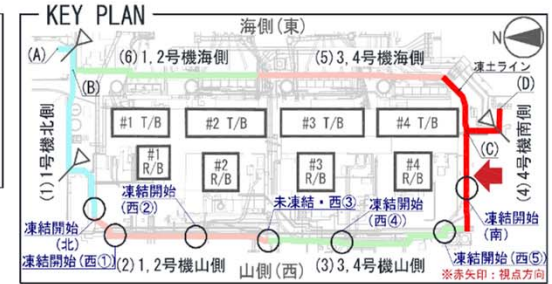 KEY PLAN
海側(東)
N
(A)
(6)1,2号機海側
(5)3,4号機海側
凍土ライン
(B)
(D)
#1 T/B
#2 T/B
#3 T/B
#4 T/B
(C)
(1)1号機北側
(4)4号機南側
#1
R/B
#2
R/B
#3
R/B
#4
R/B
凍結開始
(西②)
未凍結・西③
凍結開始
(西④)
凍結開始
(北)
凍結開始
(南)
凍結開始(西①)
(2)1,2号機山側
山側(西)
(3)3,4号機山側
凍結開始
(西⑤)
※赤矢印：視点方向